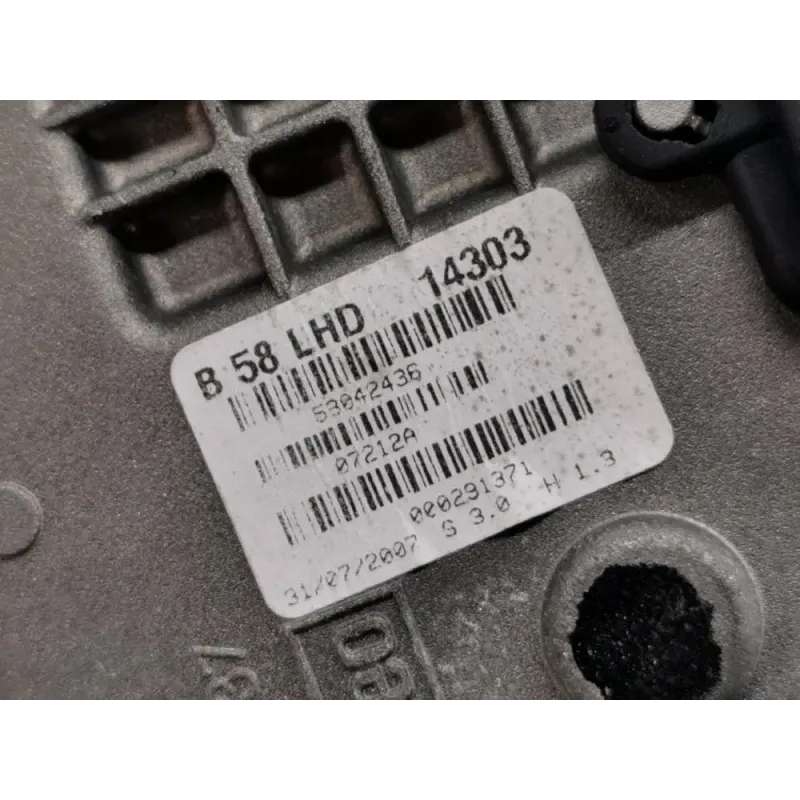 B 58 LHD 14303
53042436
07212A
000291371
31/07/2007 S 3.0 H 1.3